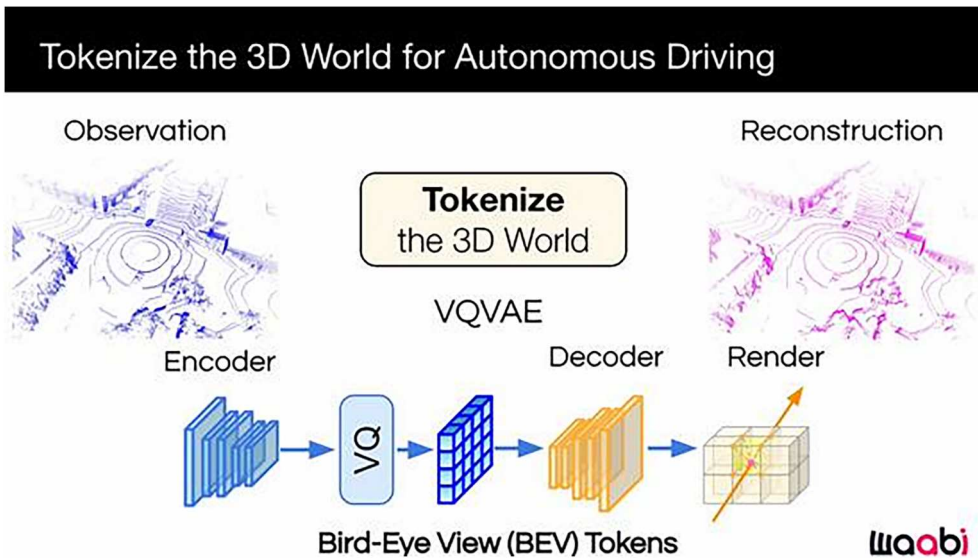 Tokenize the 3D World for Autonomous Driving
Observation
Reconstruction
Tokenize
the 3D World
VQVAE
Encoder
Decoder
Render
VQ
Bird-Eye View (BEV) Tokens
waabi